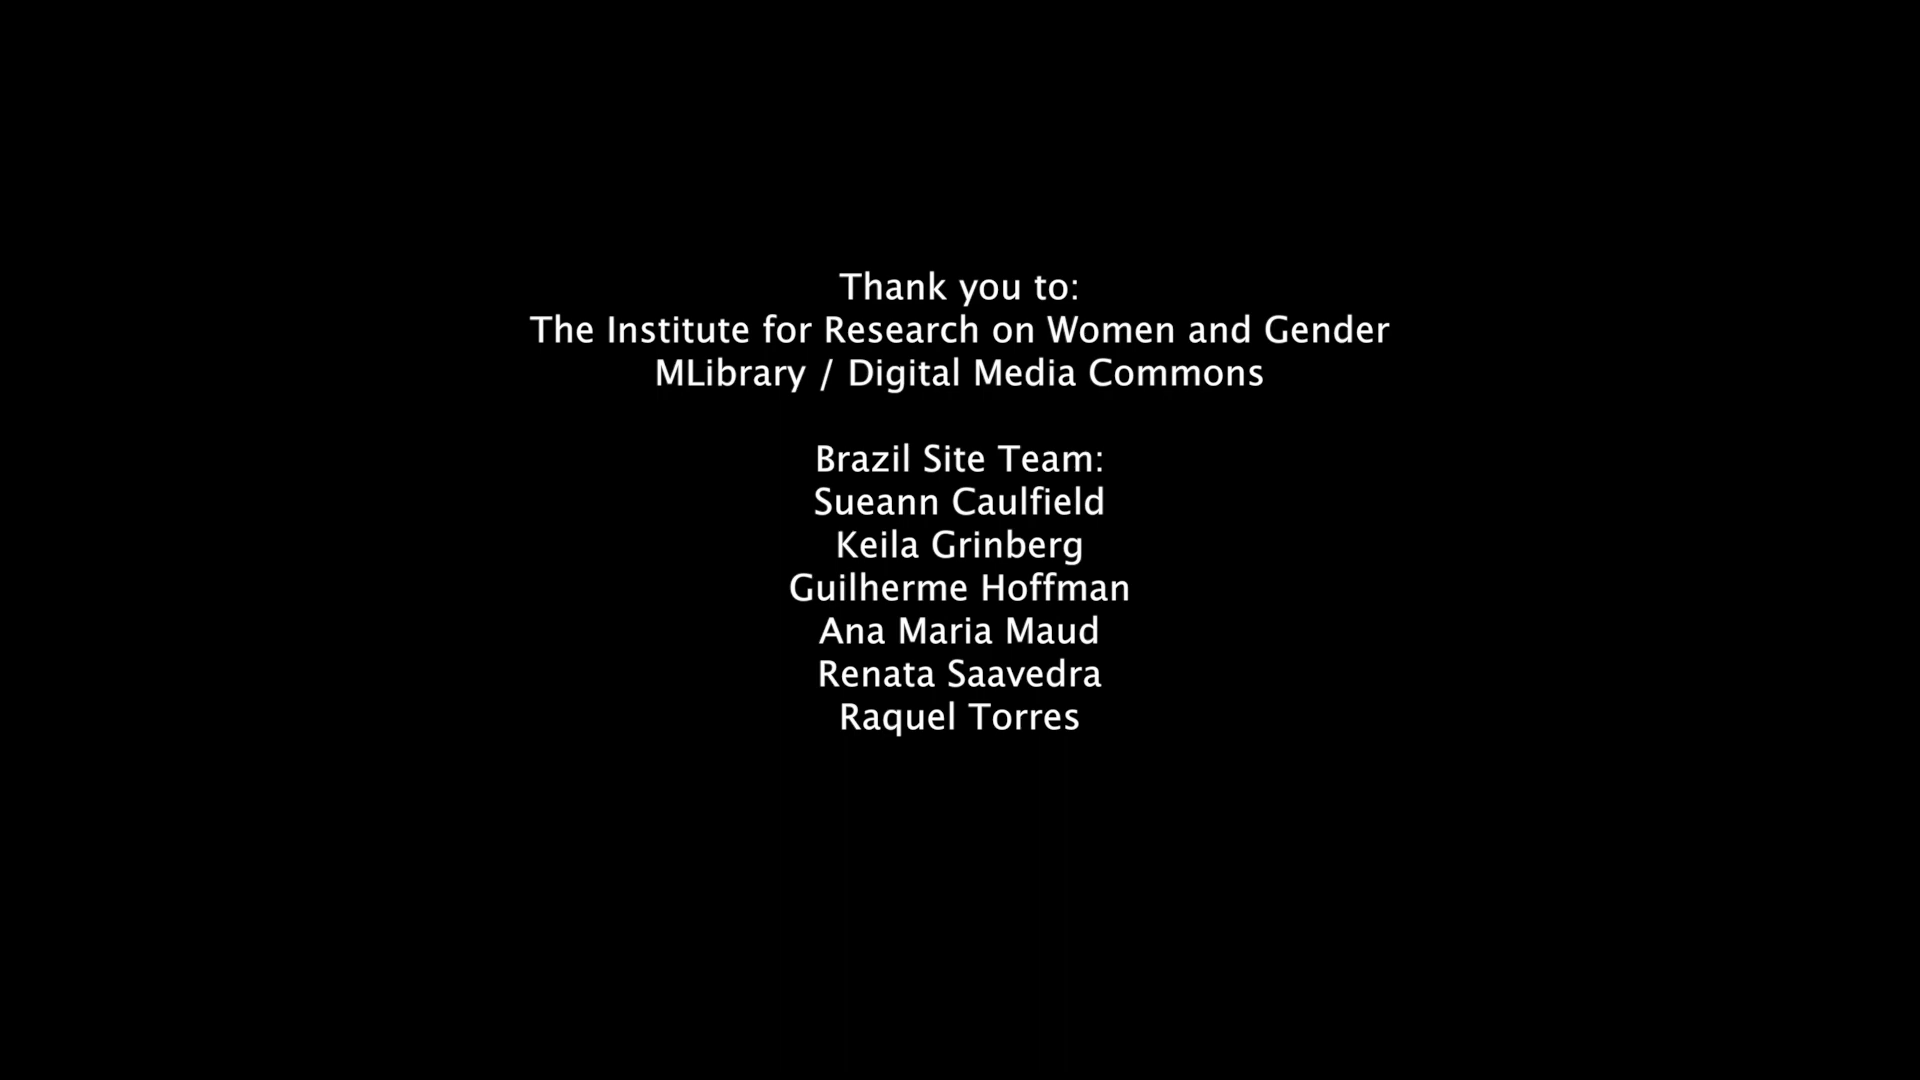 Thank you to:
The Institute for Research on Women and Gender
MLibrary / Digital Media Commons
Brazil Site Team:
Sueann Caulfield
Keila Grinberg
Guilherme Hoffman
Ana Maria Maud
Renata Saavedra
Raquel Torres